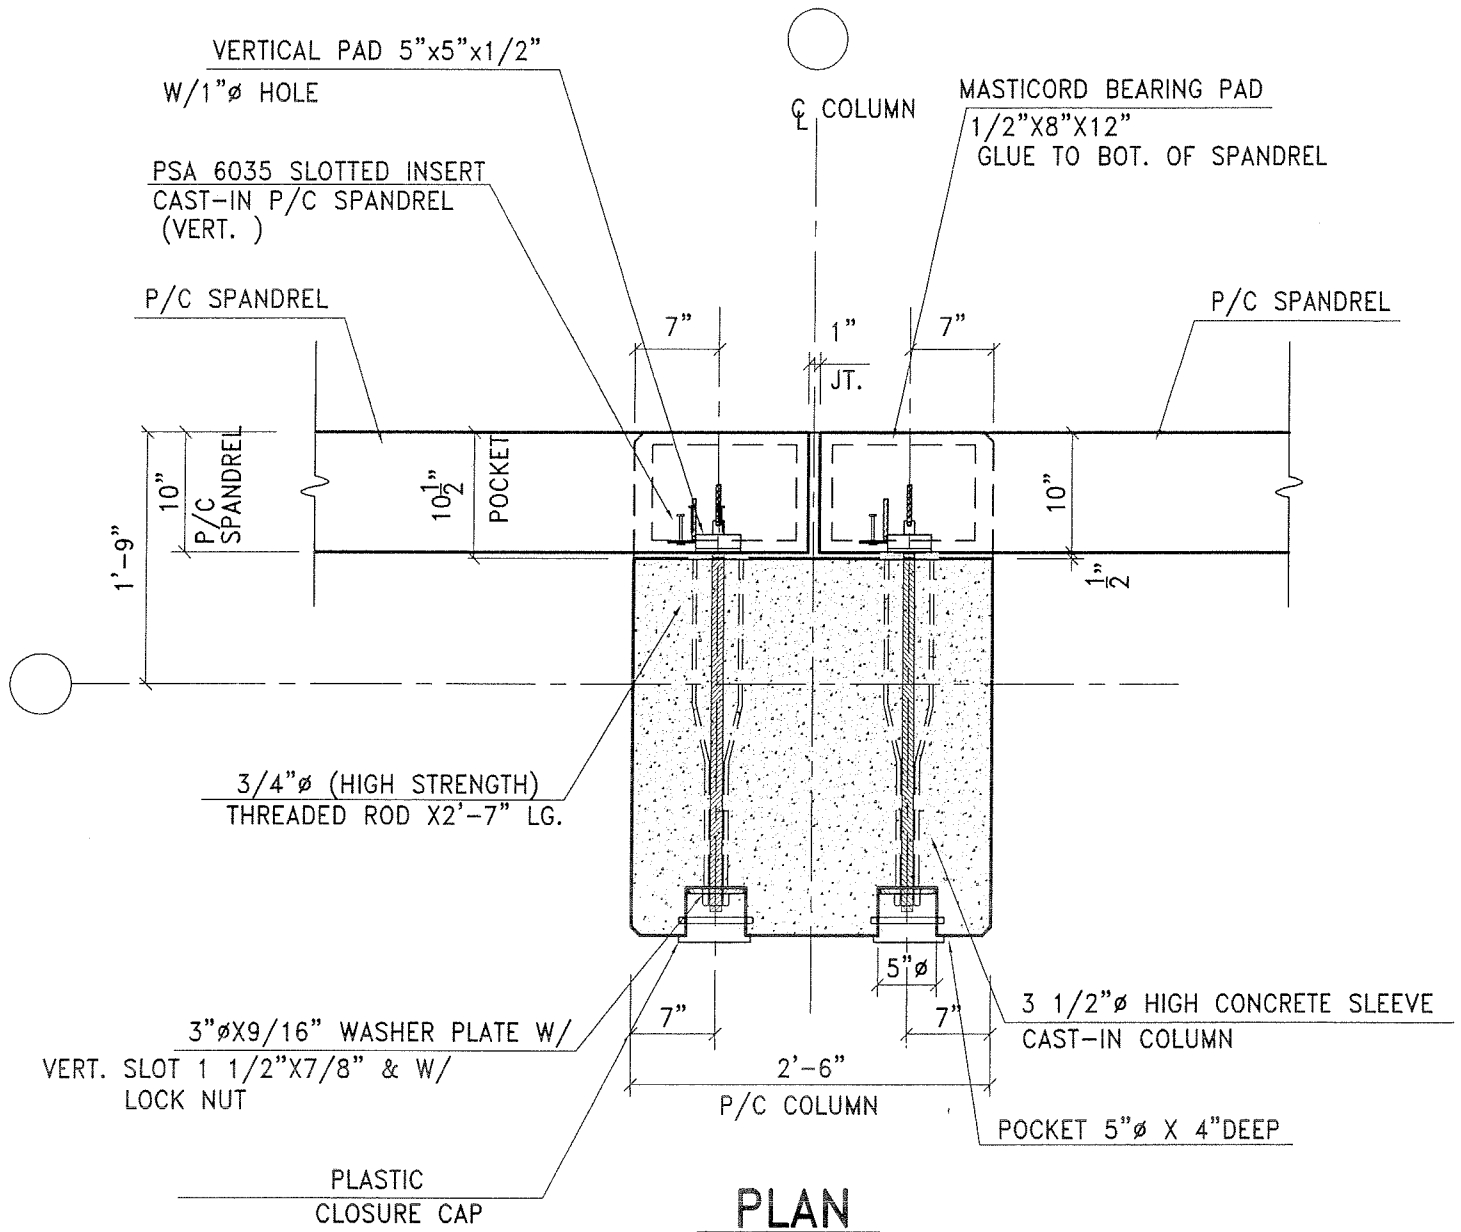 VERTICAL PAD 5"x5"x1/2"
W/1"ø HOLE
℄ COLUMN
MASTICORD BEARING PAD
1/2"X8"X12"
GLUE TO BOT. OF SPANDREL
PSA 6035 SLOTTED INSERT
CAST-IN P/C SPANDREL
(VERT. )
P/C SPANDREL
P/C SPANDREL
7"
1"
JT.
7"
1'-9"
10"
P/C
SPANDREL
10 1/2"
POCKET
10"
1/2"
3/4"ø (HIGH STRENGTH)
THREADED ROD X2'-7" LG.
5"ø
7"
7"
3"øX9/16" WASHER PLATE W/
VERT. SLOT 1 1/2"X7/8" & W/
LOCK NUT
3 1/2"ø HIGH CONCRETE SLEEVE
CAST-IN COLUMN
2'-6"
P/C COLUMN
POCKET 5"ø X 4"DEEP
PLASTIC
CLOSURE CAP
PLAN